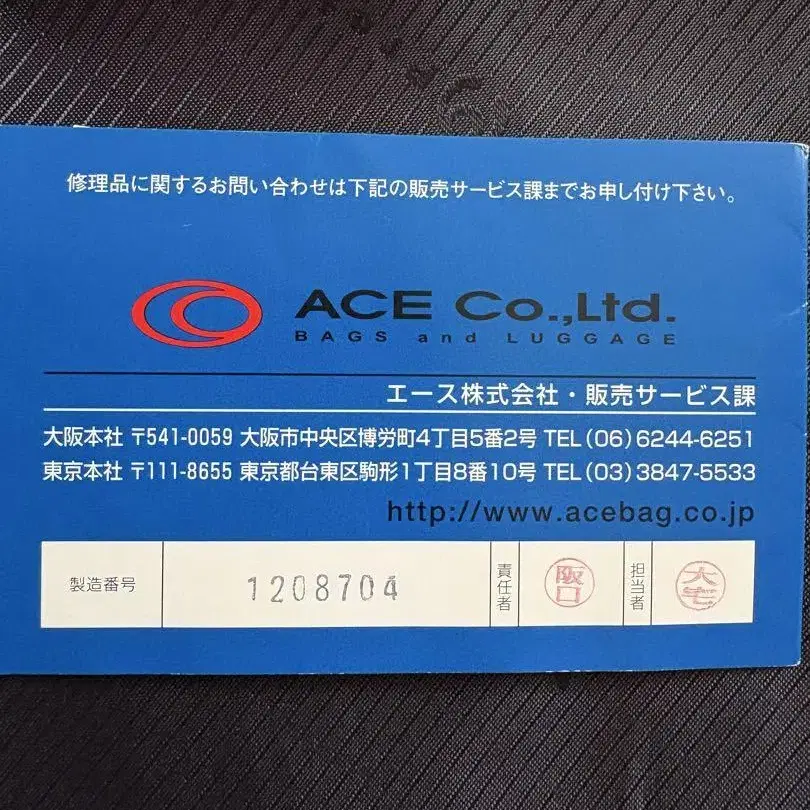 修理品に関するお問い合わせは下記の販売サービス課までお申し付け下さい。
ACE Co.,Ltd.
BAGS and LUGGAGE
エース株式会社・販売サービス課
大阪本社 〒541-0059 大阪市中央区博労町4丁目5番2号 TEL(06)6244-6251
東京本社 〒111-8655 東京都台東区駒形1丁目8番10号 TEL(03)3847-5533
http://www.acebag.co.jp
製造番号 1208704 責任者 阪口 担当者 大宅